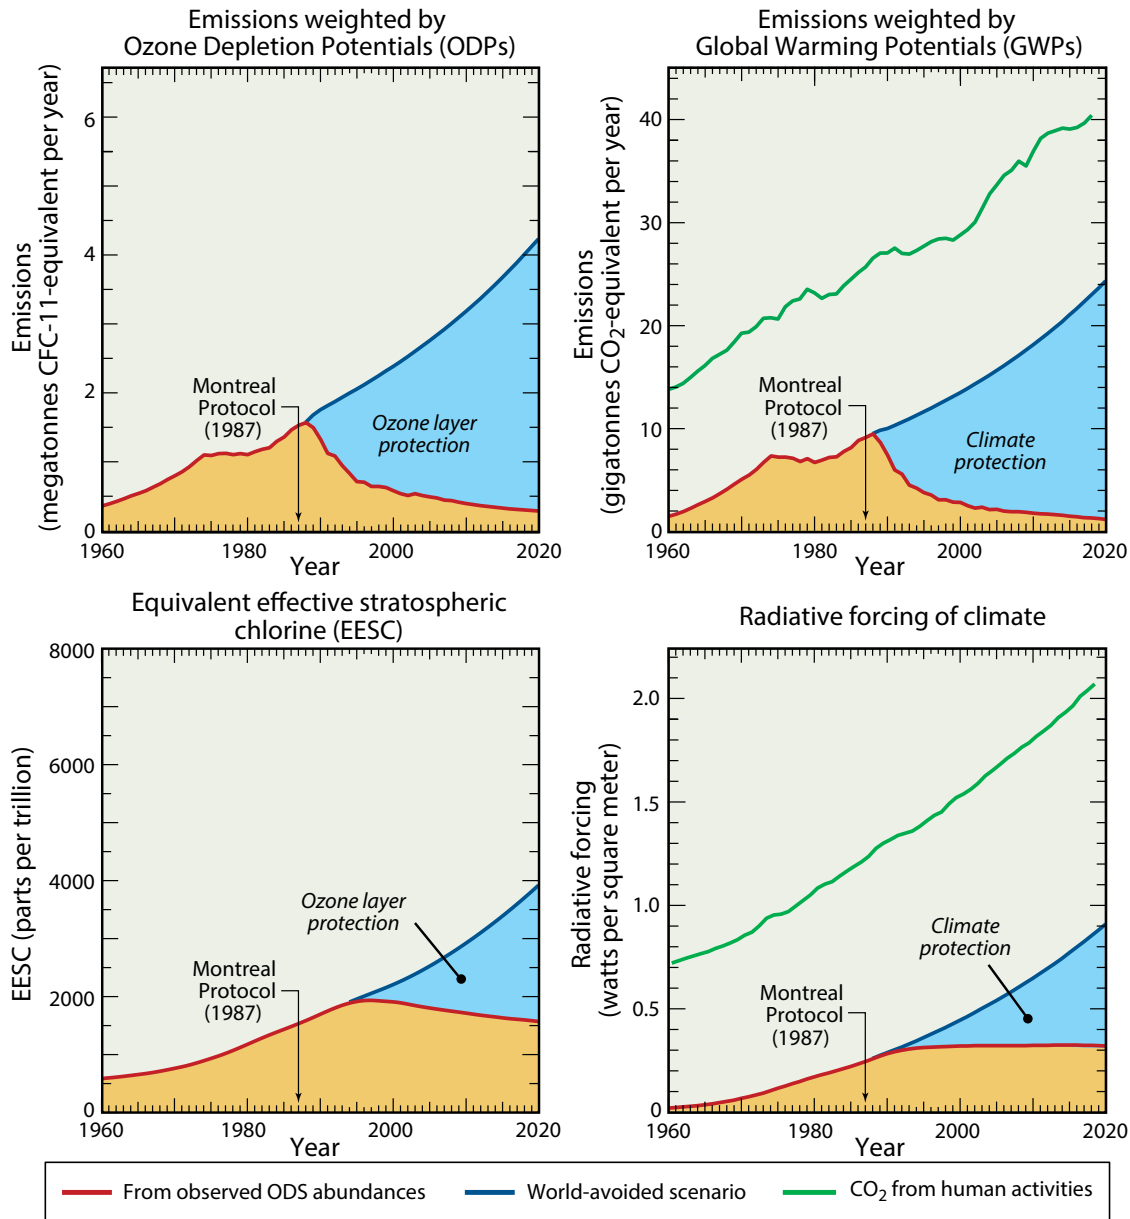 Emissions weighted by
Ozone Depletion Potentials (ODPs)
Emissions
(megatonnes CFC-11-equivalent per year)
6
4
2
0
Montreal
Protocol
(1987)
Ozone layer
protection
1960
1980
2000
2020
Year
Emissions weighted by
Global Warming Potentials (GWPs)
Emissions
(gigatonnes CO₂-equivalent per year)
40
30
20
10
0
Montreal
Protocol
(1987)
Climate
protection
1960
1980
2000
2020
Year
Equivalent effective stratospheric
chlorine (EESC)
EESC (parts per trillion)
8000
6000
4000
2000
0
Ozone layer
protection
Montreal
Protocol
(1987)
1960
1980
2000
2020
Year
Radiative forcing of climate
Radiative forcing
(watts per square meter)
2.0
1.5
1.0
0.5
0
Climate
protection
Montreal
Protocol
(1987)
1960
1980
2000
2020
Year
From observed ODS abundances
World-avoided scenario
CO₂ from human activities